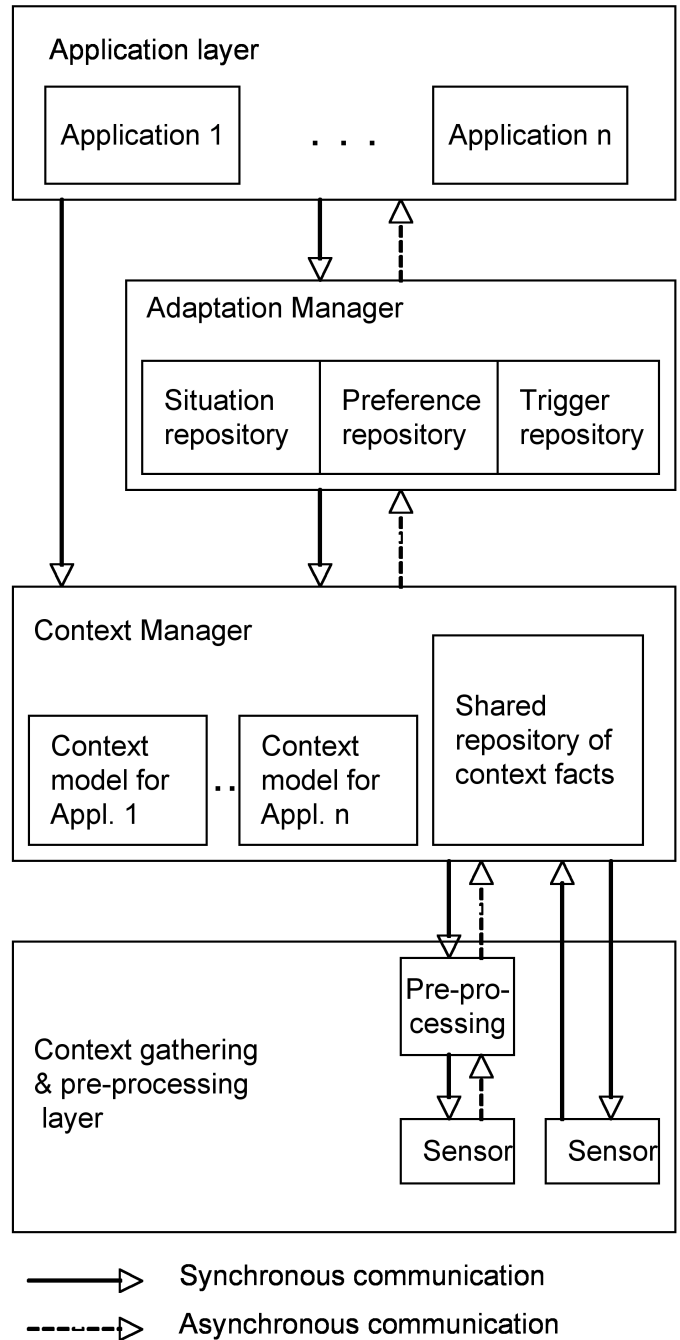 Application layer
Application 1
. . .
Application n
Adaptation Manager
Situation
repository
Preference
repository
Trigger
repository
Context Manager
Context
model for
Appl. 1
..
Context
model for
Appl. n
Shared
repository of
context facts
Pre-pro-
cessing
Context gathering
& pre-processing
layer
Sensor
Sensor
Synchronous communication
Asynchronous communication